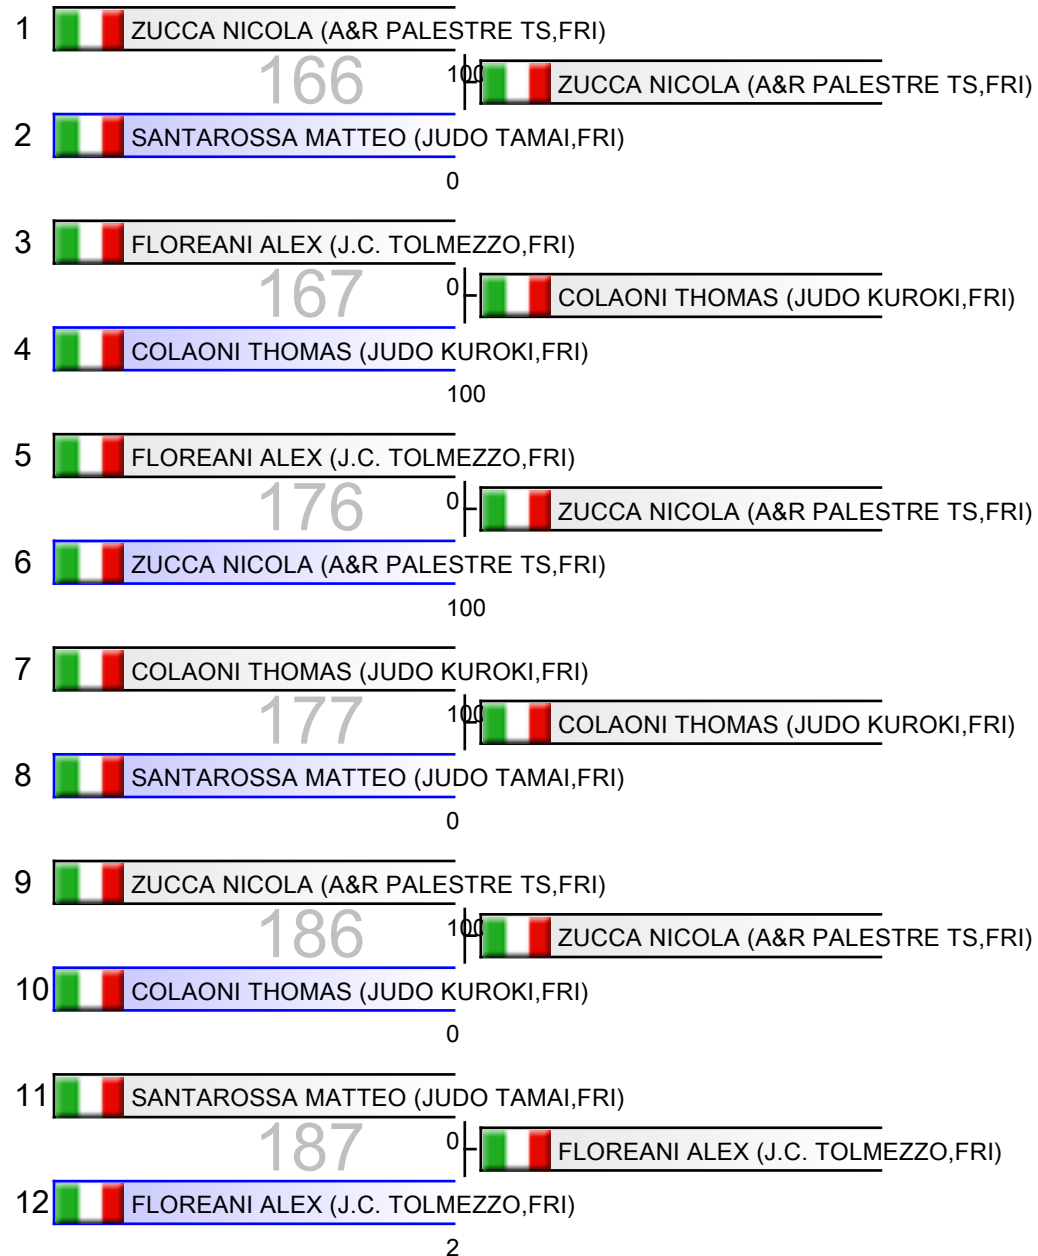 1 ZUCCA NICOLA (A&R PALESTRE TS,FRI)
166 100 ZUCCA NICOLA (A&R PALESTRE TS,FRI)
2 SANTAROSSA MATTEO (JUDO TAMAI,FRI)
0
3 FLOREANI ALEX (J.C. TOLMEZZO,FRI)
167 0 COLAONI THOMAS (JUDO KUROKI,FRI)
4 COLAONI THOMAS (JUDO KUROKI,FRI)
100
5 FLOREANI ALEX (J.C. TOLMEZZO,FRI)
176 0 ZUCCA NICOLA (A&R PALESTRE TS,FRI)
6 ZUCCA NICOLA (A&R PALESTRE TS,FRI)
100
7 COLAONI THOMAS (JUDO KUROKI,FRI)
177 100 COLAONI THOMAS (JUDO KUROKI,FRI)
8 SANTAROSSA MATTEO (JUDO TAMAI,FRI)
0
9 ZUCCA NICOLA (A&R PALESTRE TS,FRI)
186 100 ZUCCA NICOLA (A&R PALESTRE TS,FRI)
10 COLAONI THOMAS (JUDO KUROKI,FRI)
0
11 SANTAROSSA MATTEO (JUDO TAMAI,FRI)
187 0 FLOREANI ALEX (J.C. TOLMEZZO,FRI)
12 FLOREANI ALEX (J.C. TOLMEZZO,FRI)
2